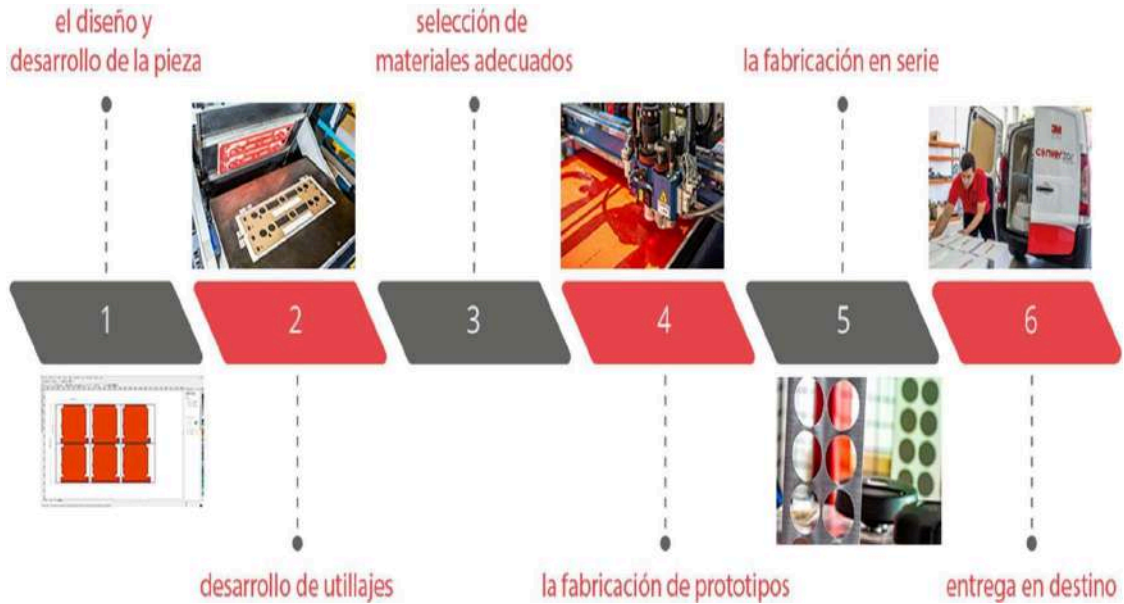 el diseño y
desarrollo de la pieza
selección de
materiales adecuados
la fabricación en serie
1
2
3
4
5
6
3M
desarrollo de utillajes
la fabricación de prototipos
entrega en destino